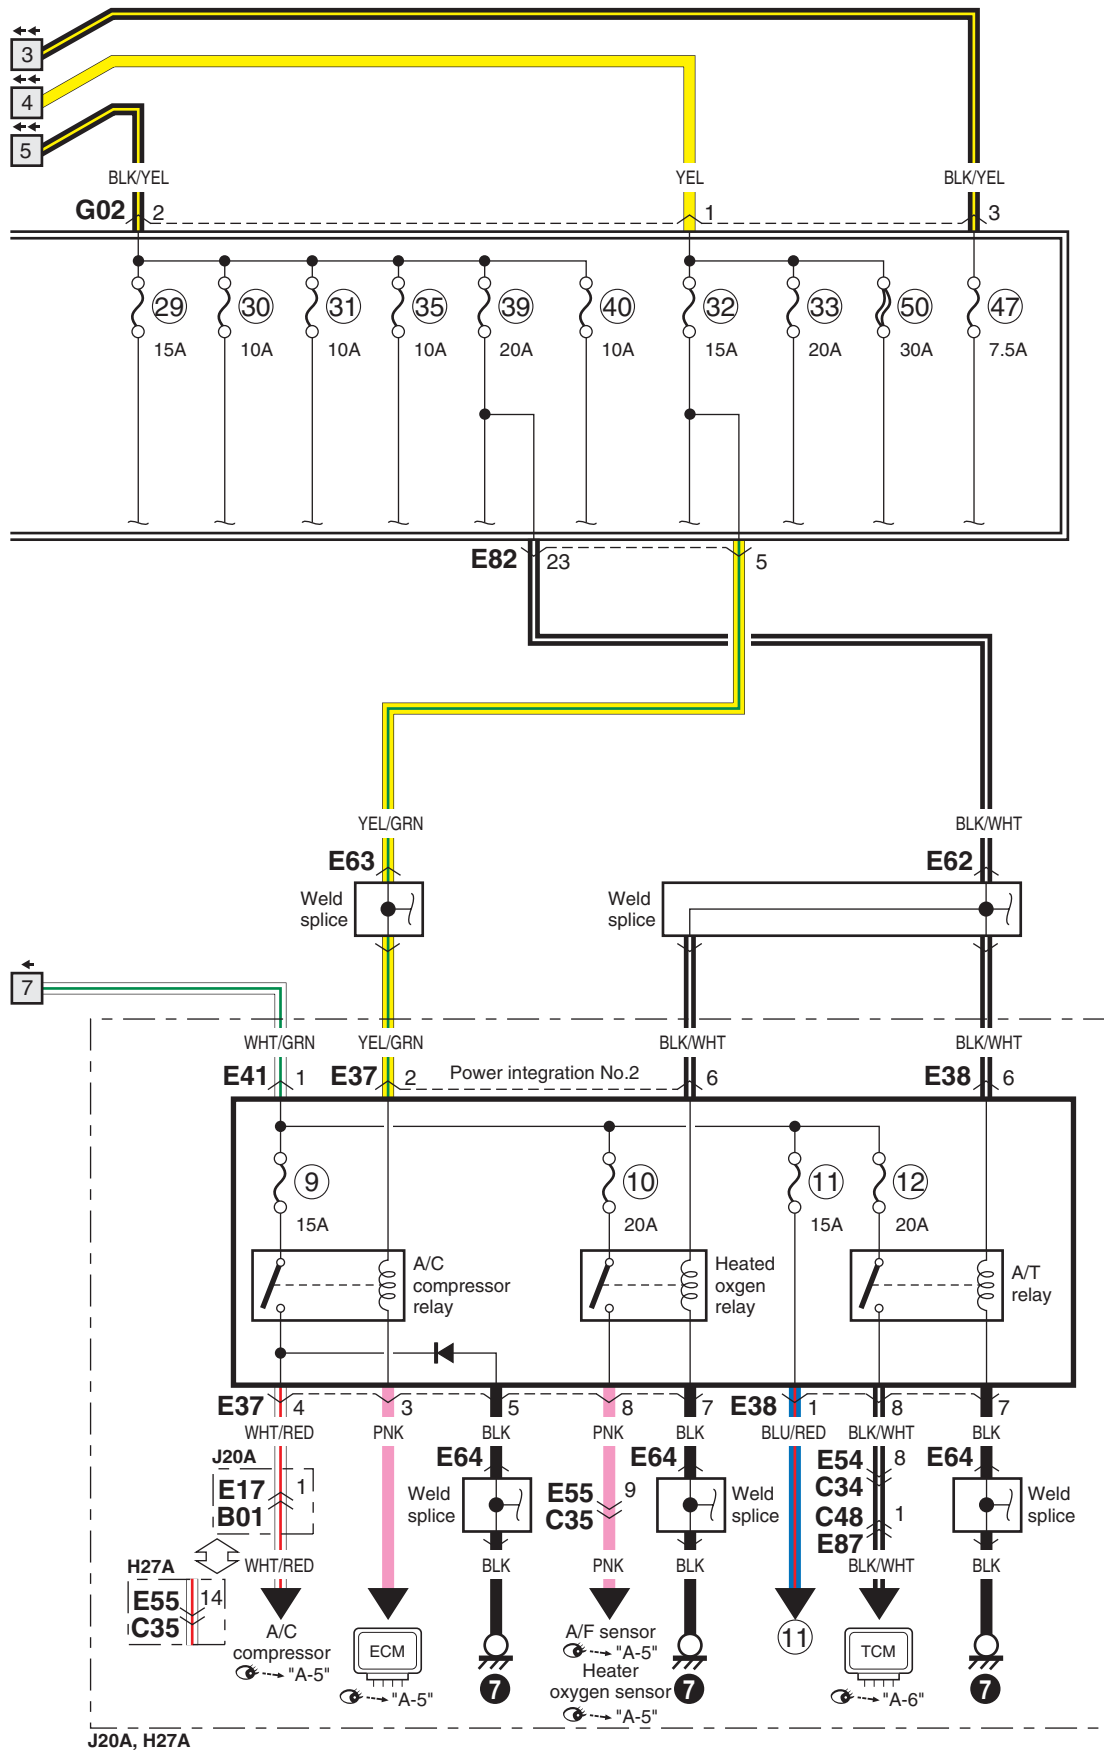 3
4
5
BLK/YEL YEL BLK/YEL
G02 2 1 3
29 30 31 35 39 40 32 33 50 47
15A 10A 10A 10A 20A 10A 15A 20A 30A 7.5A
E82 23 5
YEL/GRN BLK/WHT
E63 E62
Weld splice Weld splice
7
WHT/GRN YEL/GRN BLK/WHT BLK/WHT
E41 1 E37 2 Power integration No.2 6 E38 6
9 10 11 12
15A 20A 15A 20A
A/C compressor relay
Heated oxgen relay
A/T relay
E37 4 3 5 8 7 E38 1 8 7
WHT/RED PNK BLK PNK BLK BLU/RED BLK/WHT BLK
J20A E64 E64 E54 8 E64
C34
E17 1
B01
Weld splice
E55 9
C35
Weld splice
C48 1
E87
Weld splice
H27A WHT/RED BLK PNK BLK BLK/WHT BLK
E55 14
C35
A/C compressor
"A-5"
ECM
"A-5"
7
A/F sensor
"A-5"
Heater oxygen sensor
"A-5"
7
11
TCM
"A-6"
7
J20A, H27A